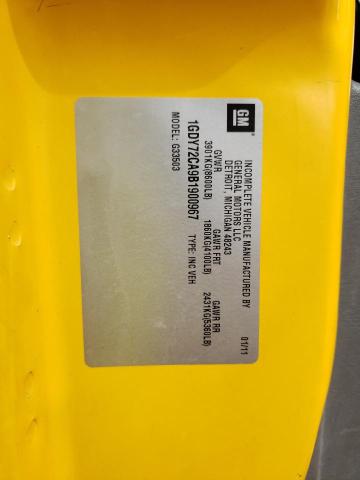 GM
INCOMPLETE VEHICLE MANUFACTURED BY
GENERAL MOTORS LLC
DETROIT, MICHIGAN 48243
01/11
GVWR GAWR FRT GAWR RR
3901KG(8600LB) 1860KG(4100LB) 2431KG(5360LB)
1GDY72CA9B1900967 TYPE: INC VEH
MODEL: G33503